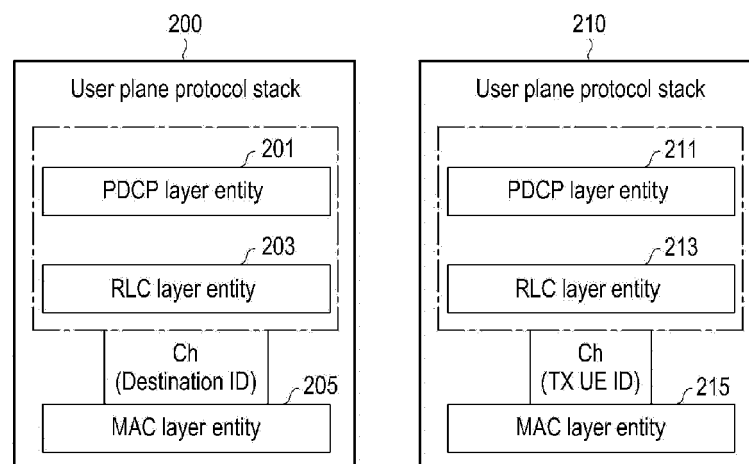 200
User plane protocol stack
201
PDCP layer entity
203
RLC layer entity
Ch
(Destination ID)
205
MAC layer entity
210
User plane protocol stack
211
PDCP layer entity
213
RLC layer entity
Ch
(TX UE ID)
215
MAC layer entity